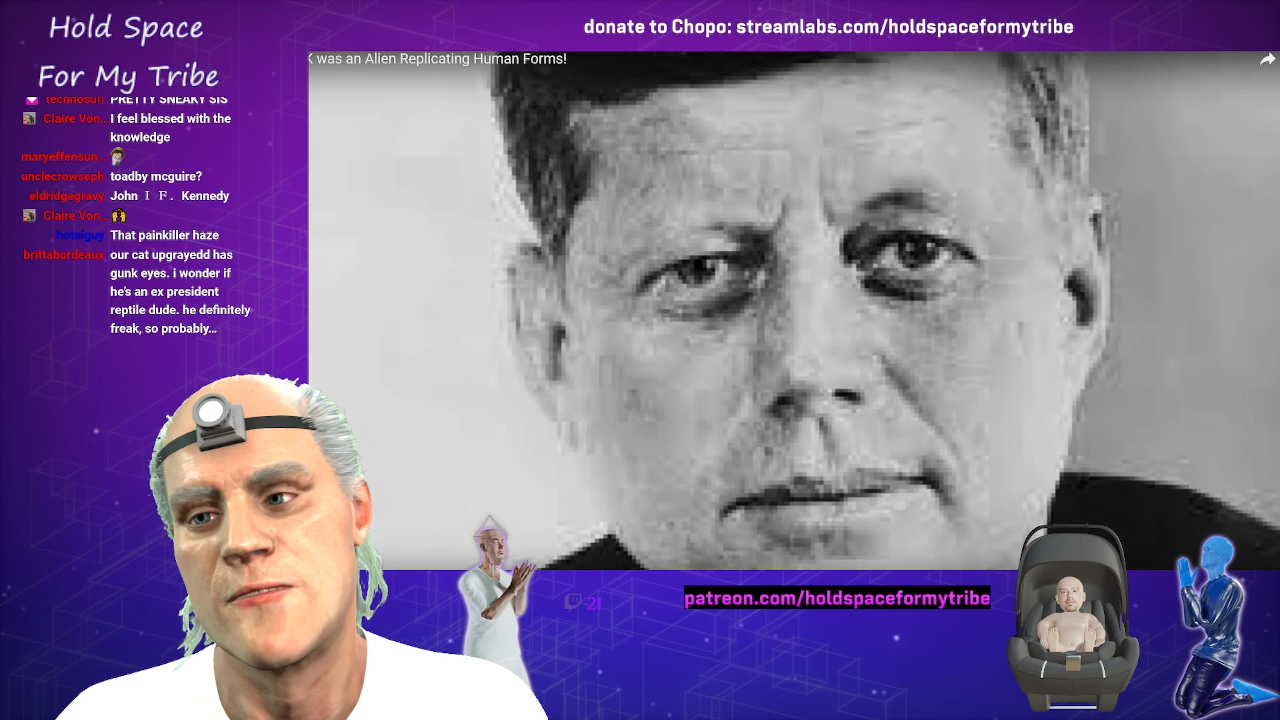 Hold Space
For My Tribe
donate to Chopo: streamlabs.com/holdspaceformytribe
K was an Alien Replicating Human Forms!
technosufi PRETTY SNEAKY SIS
Claire Von... I feel blessed with the
knowledge
maryeffensun...
unclecrowseph toadby mcguire?
eldridgegravy John I F. Kennedy
Claire Von...
hotelguy That painkiller haze
brittabordeaux our cat upgrayedd has
gunk eyes. i wonder if
he's an ex president
reptile dude. he definitely
freak, so probably...
21
patreon.com/holdspaceformytribe